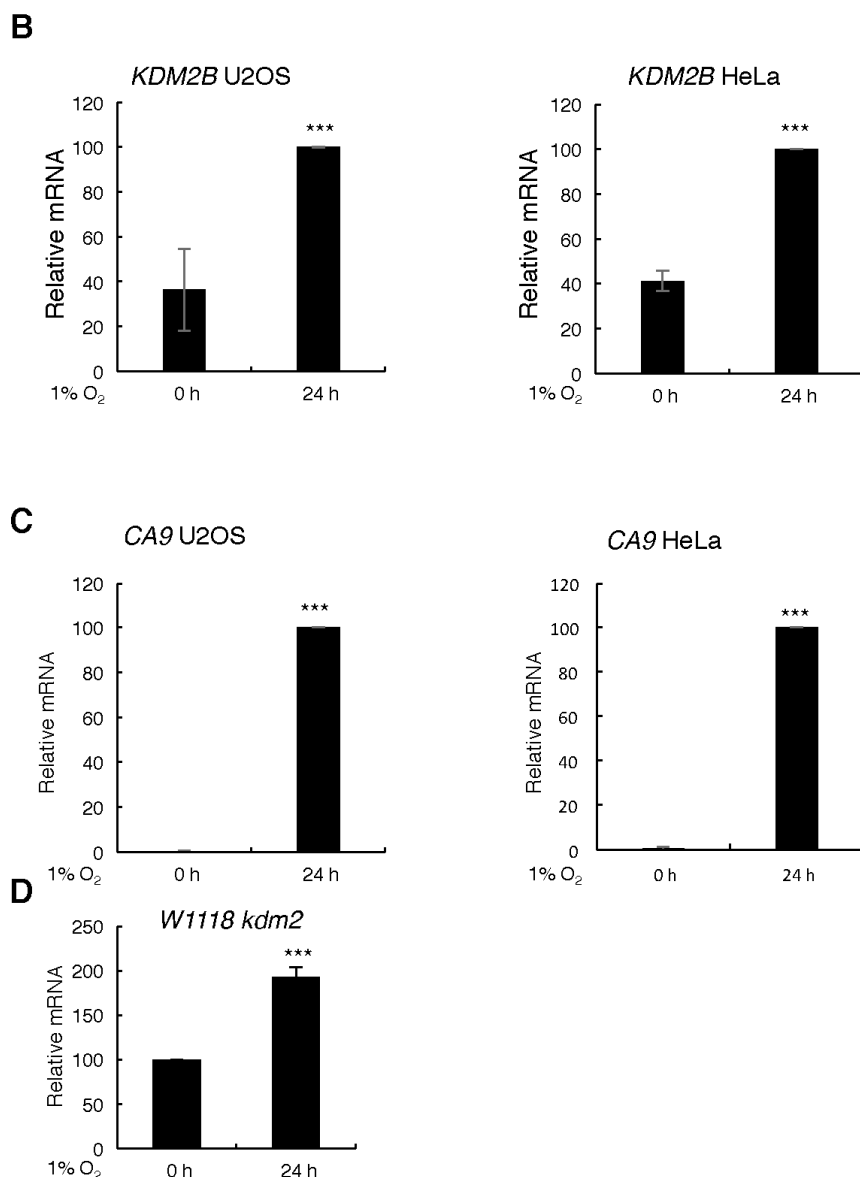 B
KDM2B U2OS
120
***
100
80
60
40
20
0
Relative mRNA
1% O₂
0 h
24 h
KDM2B HeLa
120
***
100
80
60
40
20
0
Relative mRNA
1% O₂
0 h
24 h
C
CA9 U2OS
120
***
100
80
60
40
20
0
Relative mRNA
1% O₂
0 h
24 h
CA9 HeLa
120
***
100
80
60
40
20
0
Relative mRNA
1% O₂
0 h
24 h
D
W1118 kdm2
250
***
200
150
100
50
0
Relative mRNA
1% O₂
0 h
24 h